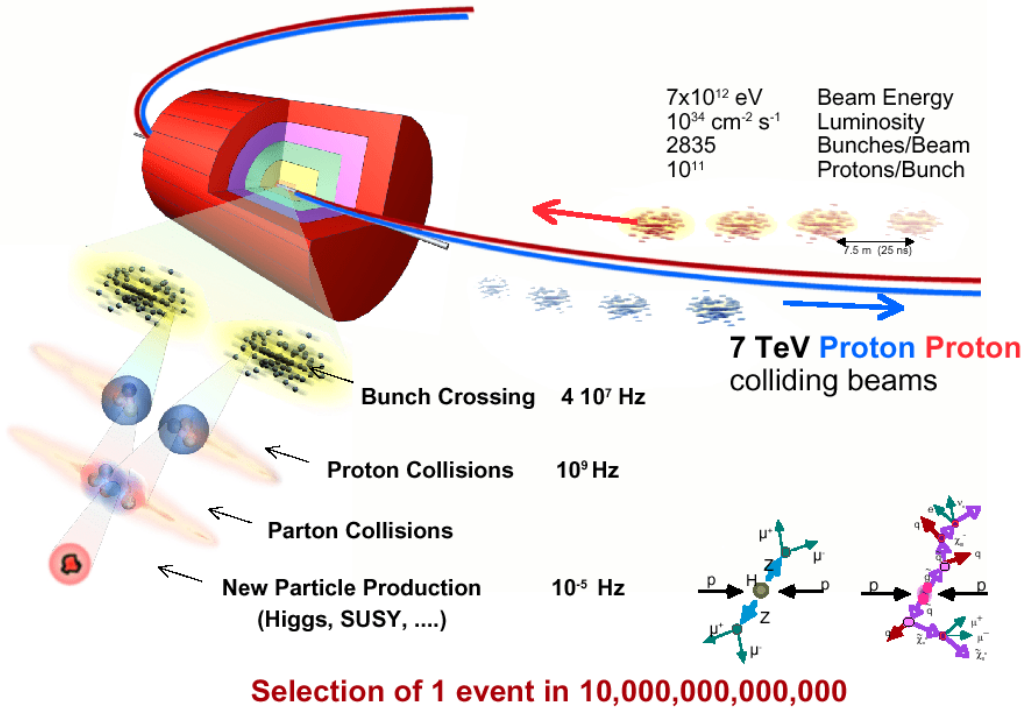 7x10¹² eV Beam Energy
10³⁴ cm⁻² s⁻¹ Luminosity
2835 Bunches/Beam
10¹¹ Protons/Bunch
7.5 m (25 ns)
7 TeV Proton Proton
colliding beams
Bunch Crossing 4 10⁷ Hz
Proton Collisions 10⁹ Hz
Parton Collisions
New Particle Production 10⁻⁵ Hz
(Higgs, SUSY, ....)
μ⁺
μ⁻
Z
p H p
Z
μ⁺
μ⁻
q
q
p p
q
μ⁺
μ⁻
Selection of 1 event in 10,000,000,000,000